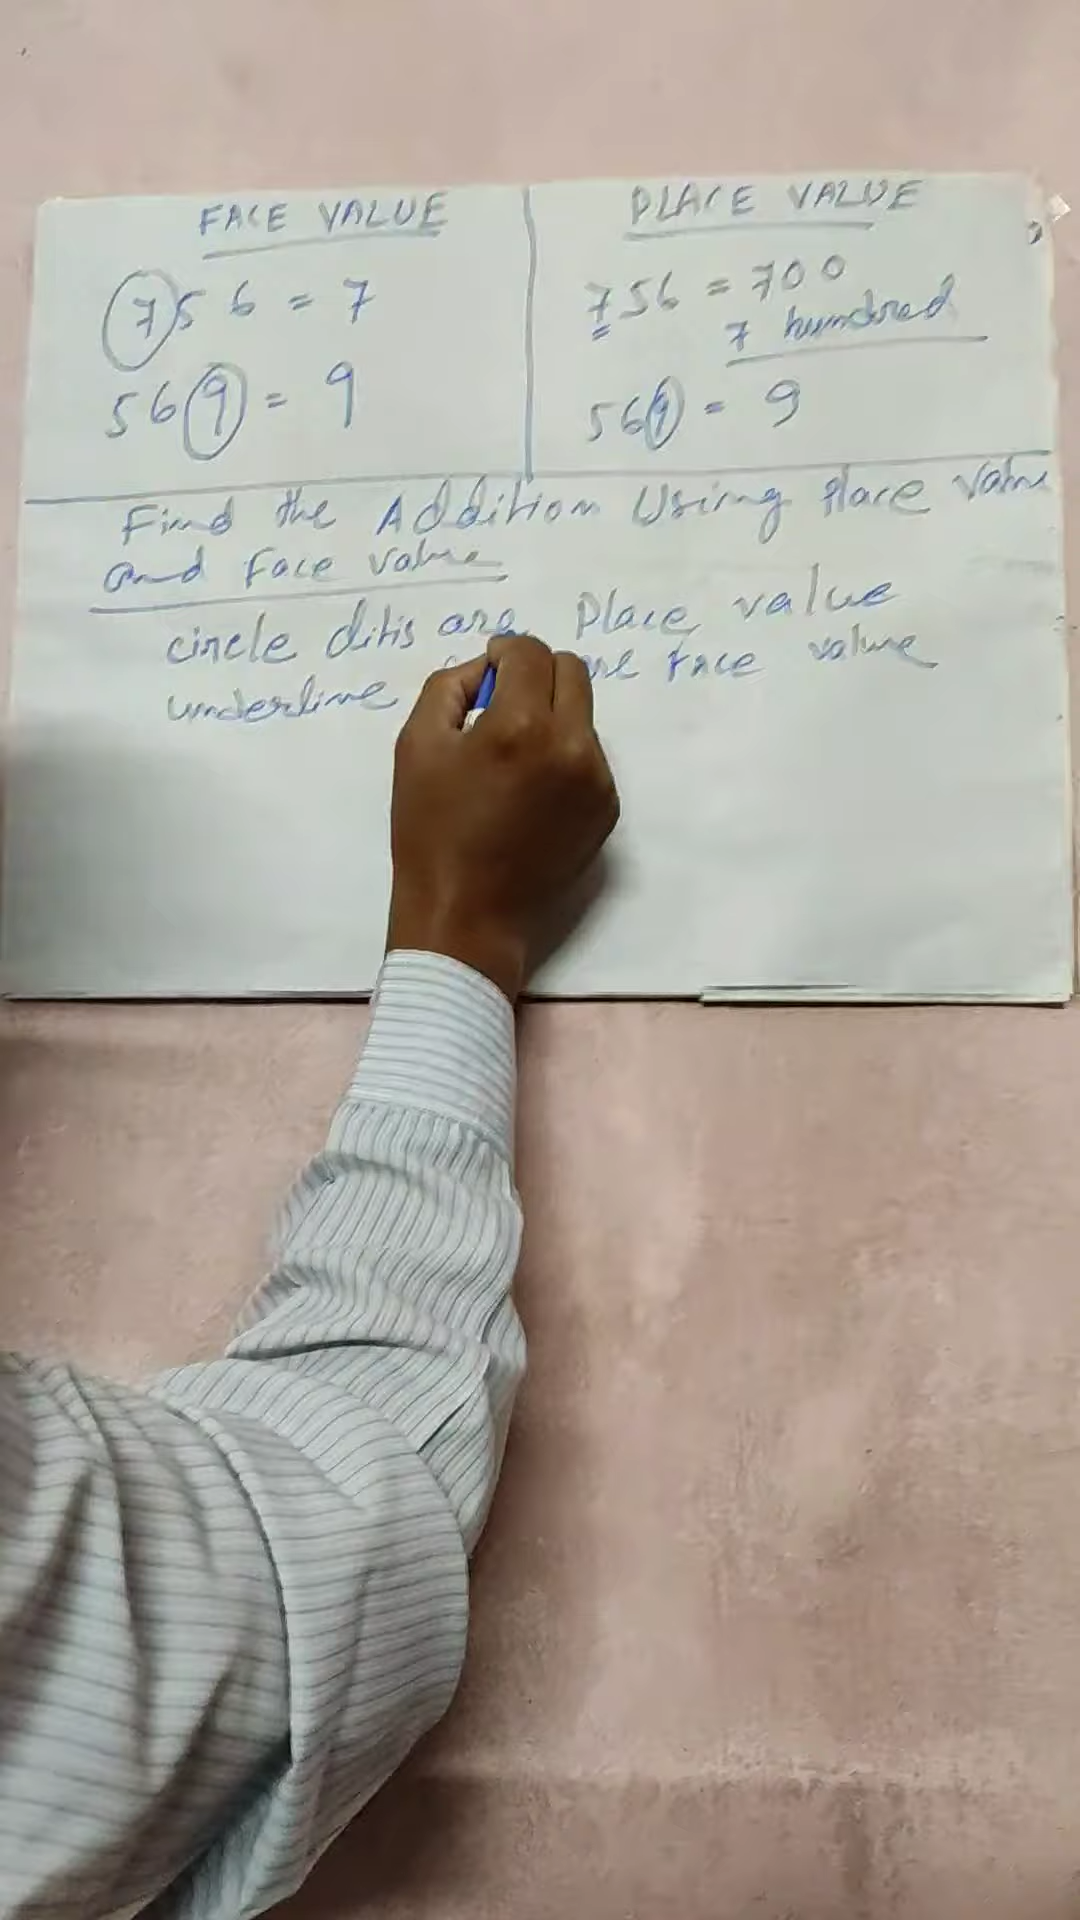 FACE VALUE
756 = 7
569 = 9
PLACE VALUE
756 = 700
7 hundred
569 = 9
Find the Addition Using Place Value
and Face value
circle ditis are Place value
underline are Face value